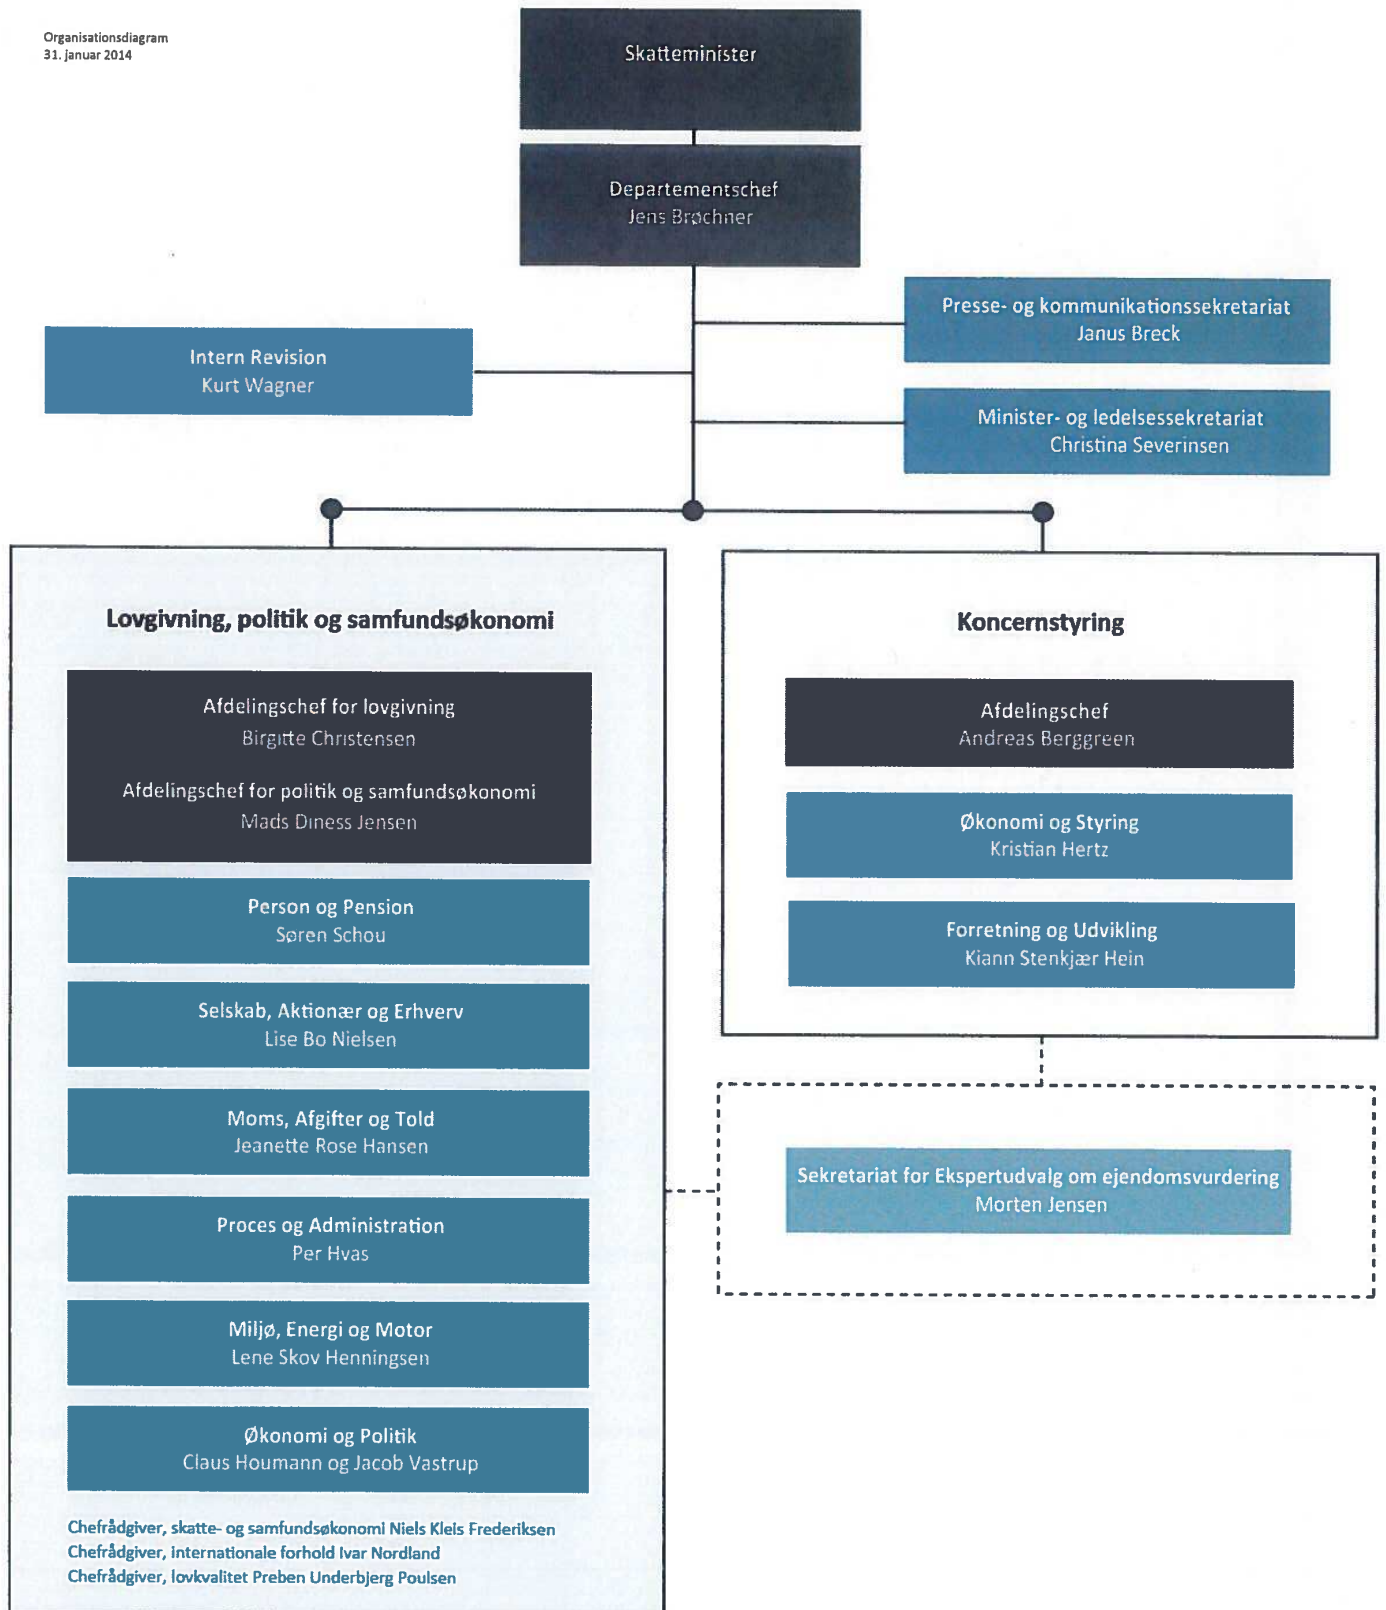 Organisationsdiagram
31. januar 2014
Skatteminister
Departementschef
Jens Brøchner
Presse- og kommunikationssekretariat
Janus Breck
Intern Revision
Kurt Wagner
Minister- og ledelsessekretariat
Christina Severinsen
Lovgivning, politik og samfundsøkonomi
Afdelingschef for lovgivning
Birgitte Christensen
Afdelingschef for politik og samfundsøkonomi
Mads Diness Jensen
Person og Pension
Søren Schou
Selskab, Aktionær og Erhverv
Lise Bo Nielsen
Moms, Afgifter og Told
Jeanette Rose Hansen
Proces og Administration
Per Hvas
Miljø, Energi og Motor
Lene Skov Henningsen
Økonomi og Politik
Claus Houmann og Jacob Vastrup
Chefrådgiver, skatte- og samfundsøkonomi Niels Kleis Frederiksen
Chefrådgiver, internationale forhold Ivar Nordland
Chefrådgiver, lovkvalitet Preben Underbjerg Poulsen
Koncernstyring
Afdelingschef
Andreas Berggreen
Økonomi og Styring
Kristian Hertz
Forretning og Udvikling
Kiann Stenkjær Hein
Sekretariat for Ekspertudvalg om ejendomsvurdering
Morten Jensen